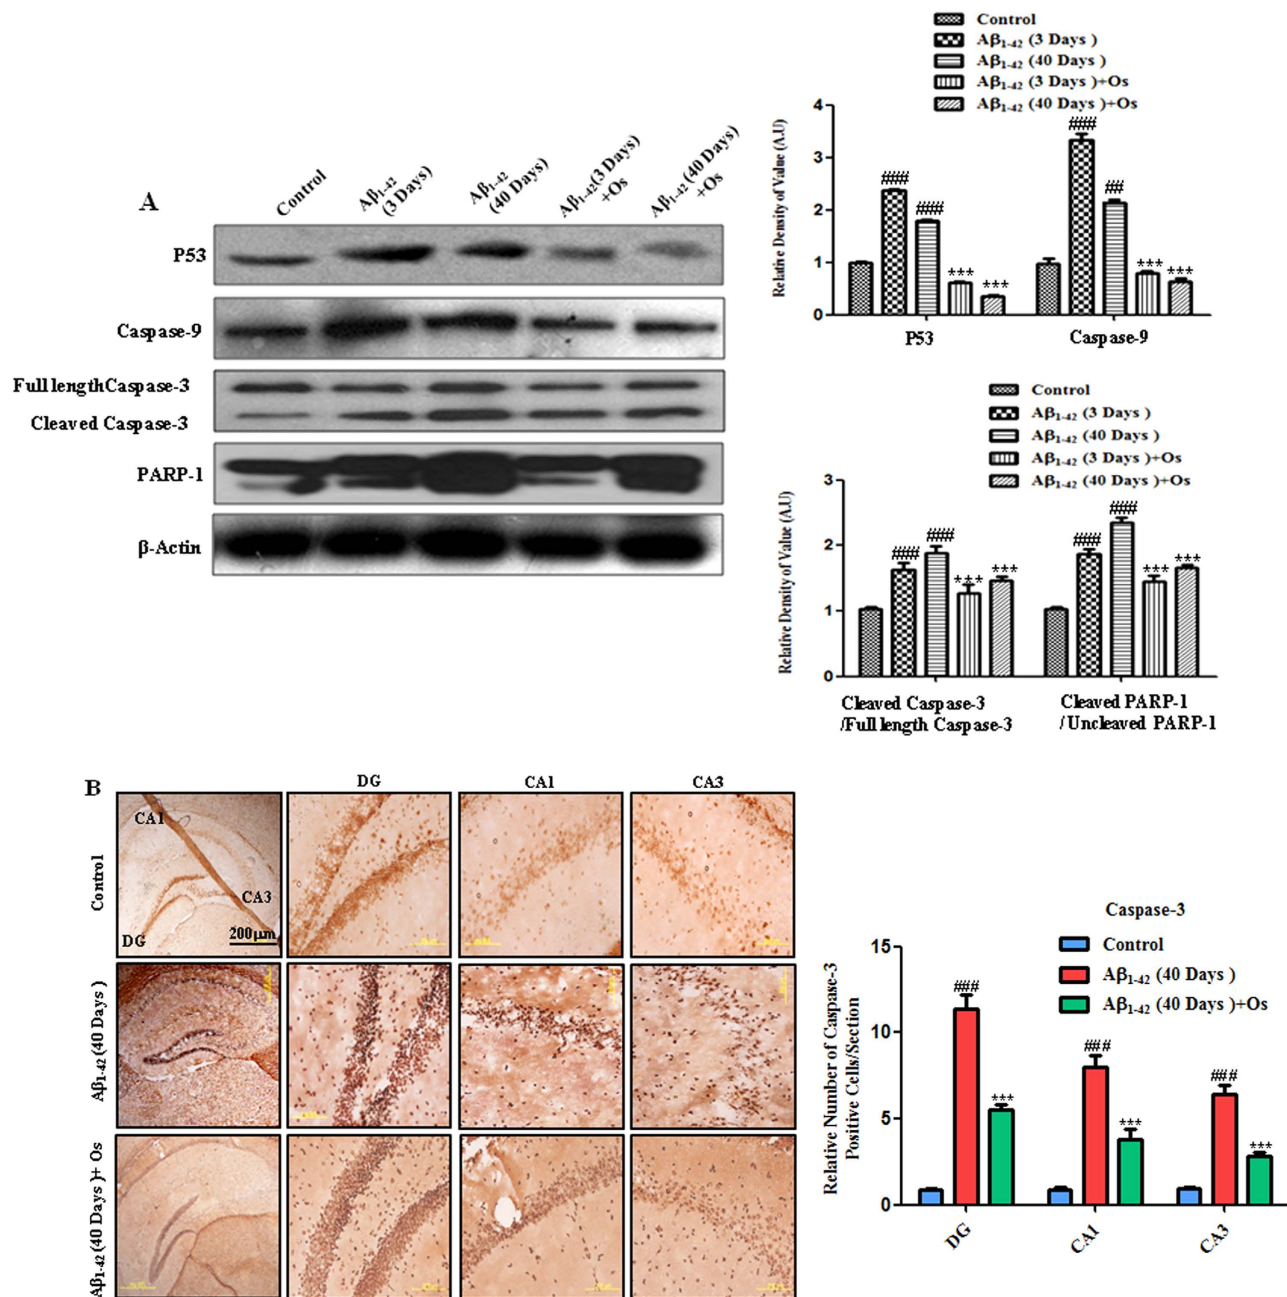 A
Control
Aβ1-42
(3 Days)
Aβ1-42
(40 Days)
Aβ1-42(3 Days)
+Os
Aβ1-42(40 Days)
+Os
P53
Caspase-9
Full lengthCaspase-3
Cleaved Caspase-3
PARP-1
β-Actin
Control
Aβ1-42 (3 Days )
Aβ1-42 (40 Days )
Aβ1-42 (3 Days )+Os
Aβ1-42 (40 Days )+Os
Relative Density of Value (A.U)
4
3
2
1
0
###
###
***
***
###
##
***
***
P53
Caspase-9
Control
Aβ1-42 (3 Days )
Aβ1-42 (40 Days )
Aβ1-42 (3 Days )+Os
Aβ1-42 (40 Days )+Os
Relative Density of Value (A.U)
3
2
1
0
###
###
***
***
###
###
***
***
Cleaved Caspase-3
/Full length Caspase-3
Cleaved PARP-1
/Uncleaved PARP-1
B
DG
CA1
CA3
Control
CA1
CA3
DG
200μm
Aβ1-42 (40 Days )
Aβ1-42 (40 Days )+ Os
Caspase-3
Control
Aβ1-42 (40 Days )
Aβ1-42 (40 Days )+Os
Relative Number of Caspase-3
Positive Cells/Section
15
10
5
0
###
***
###
***
###
***
DG
CA1
CA3